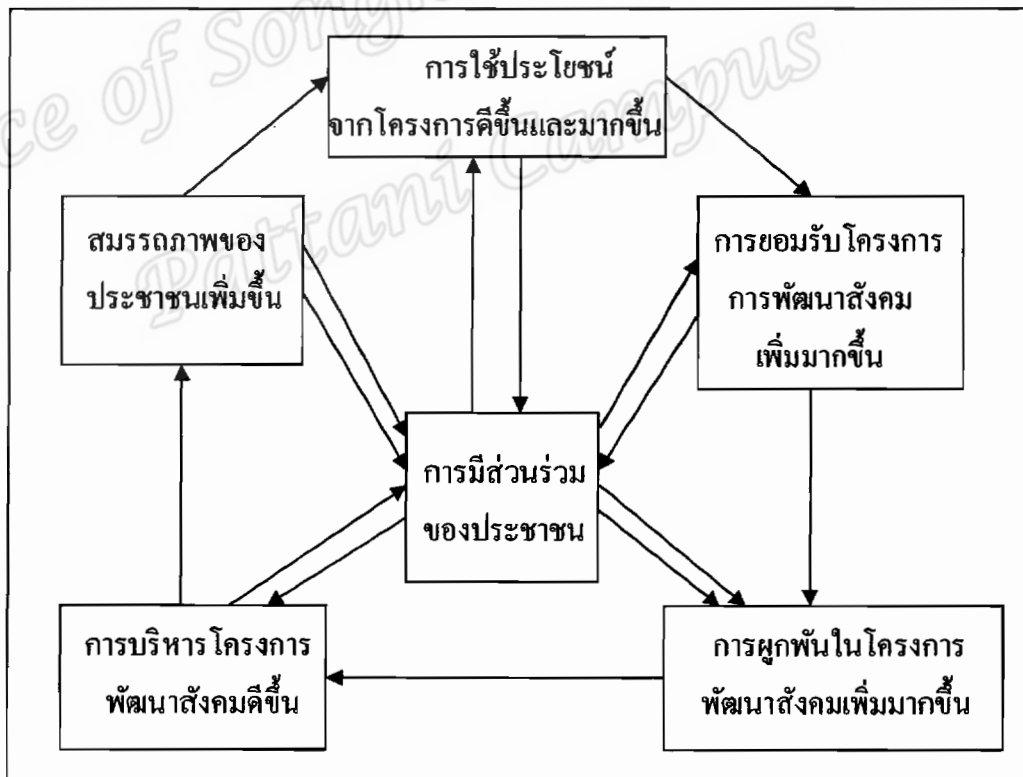 การใช้ประโยชน์
จากโครงการดีขึ้นและมากขึ้น
สมรรถภาพของ
ประชาชนเพิ่มขึ้น
การยอมรับโครงการ
การพัฒนาสังคม
เพิ่มมากขึ้น
การมีส่วนร่วม
ของประชาชน
การบริหารโครงการ
พัฒนาสังคมดีขึ้น
การผูกพันในโครงการ
พัฒนาสังคมเพิ่มมากขึ้น
of
Pattani Campus